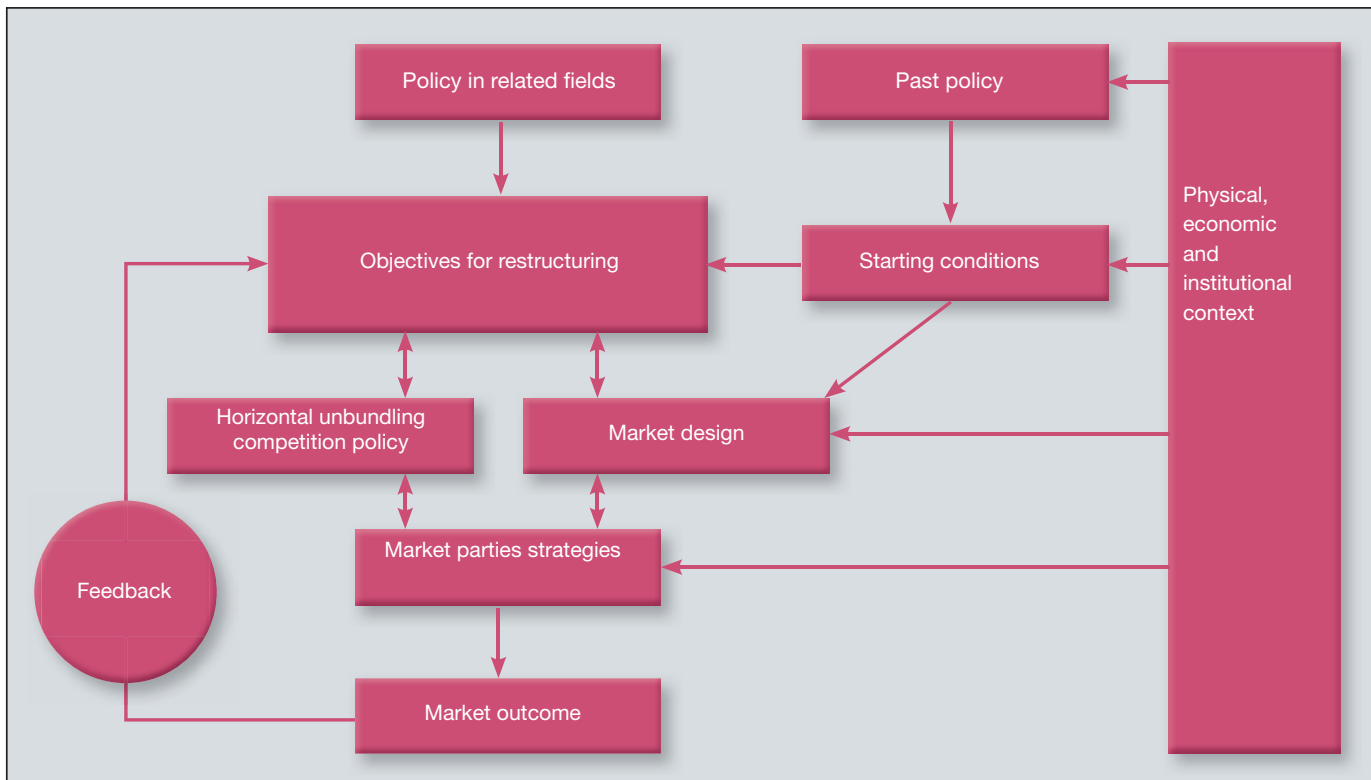 Policy in related fields
Past policy
Physical,
economic
and
institutional
context
Objectives for restructuring
Starting conditions
Horizontal unbundling
competition policy
Market design
Market parties strategies
Feedback
Market outcome